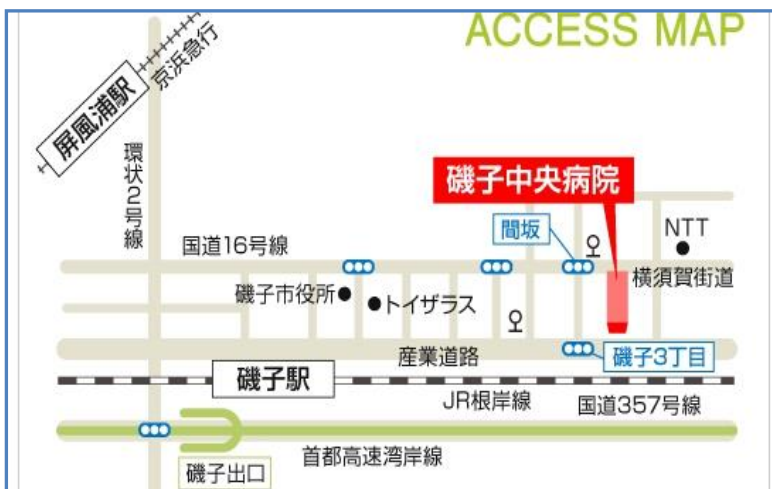 ACCESS MAP
京浜急行
屏風浦駅
環状2号線
磯子中央病院
間坂
NTT
国道16号線
横須賀街道
磯子市役所
トイザラス
産業道路
磯子3丁目
磯子駅
JR根岸線
国道357号線
首都高速湾岸線
磯子出口